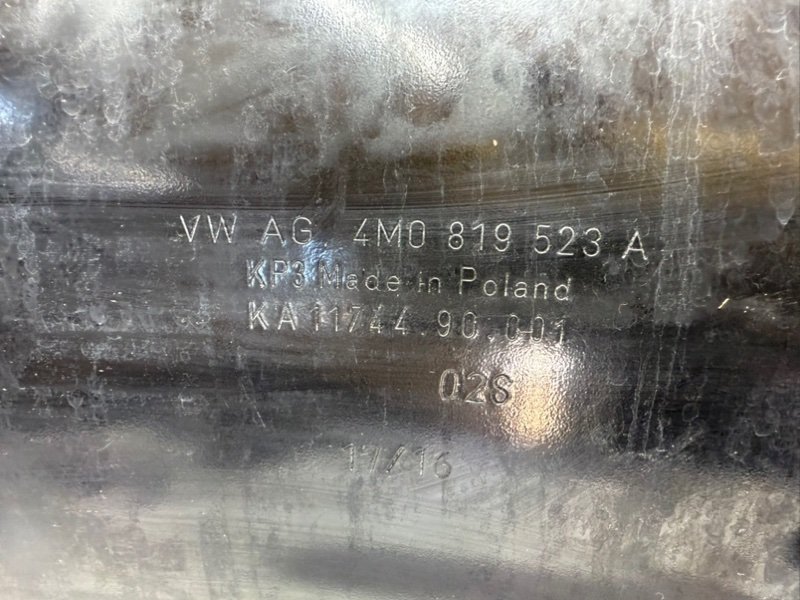 VW AG 4M0 819 523 A
KP3 Made in Poland
KA 11744 90.001
02S
17/16